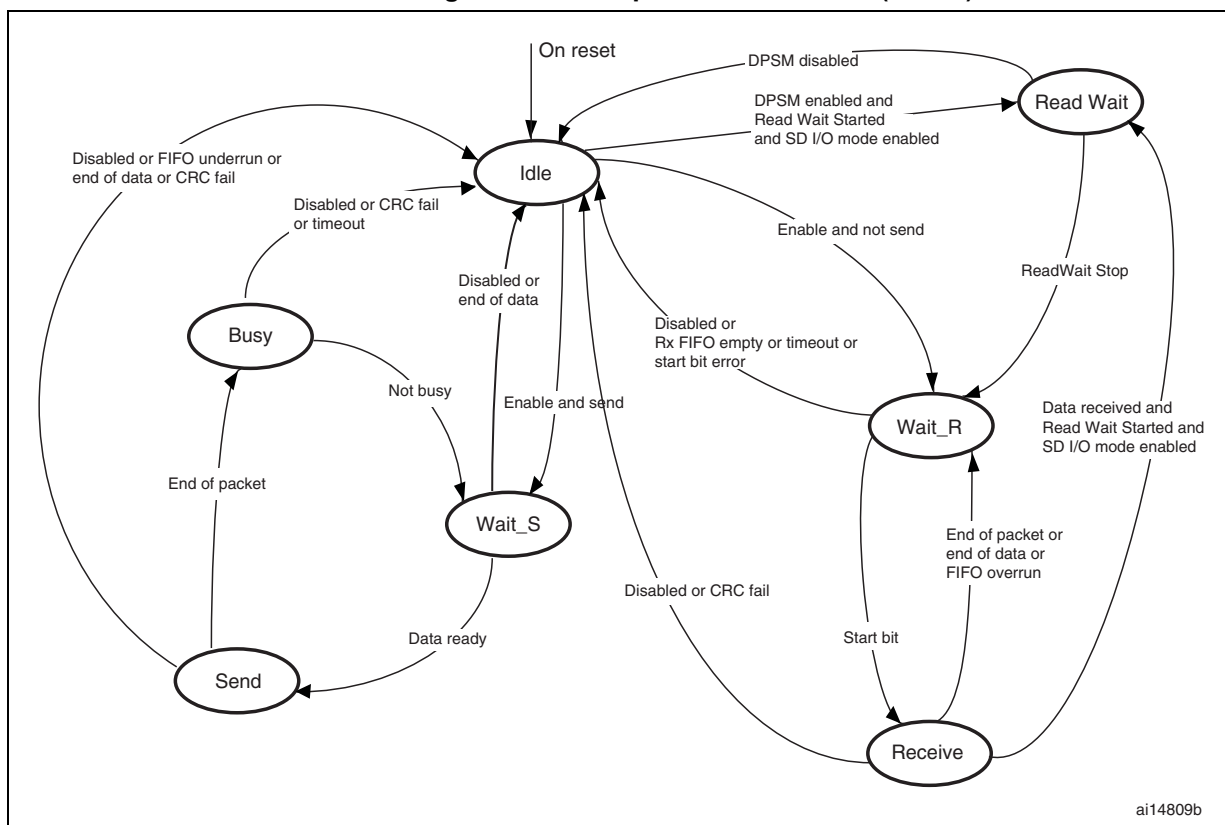 On reset
DPSM disabled
Read Wait
DPSM enabled and
Read Wait Started
and SD I/O mode enabled
Disabled or FIFO underrun or
end of data or CRC fail
Idle
Disabled or CRC fail
or timeout
Enable and not send
Disabled or
end of data
ReadWait Stop
Busy
Disabled or
Rx FIFO empty or timeout or
start bit error
Not busy
Enable and send
Data received and
Read Wait Started and
SD I/O mode enabled
Wait_R
End of packet
Wait_S
End of packet or
end of data or
FIFO overrun
Disabled or CRC fail
Data ready
Start bit
Send
Receive
ai14809b